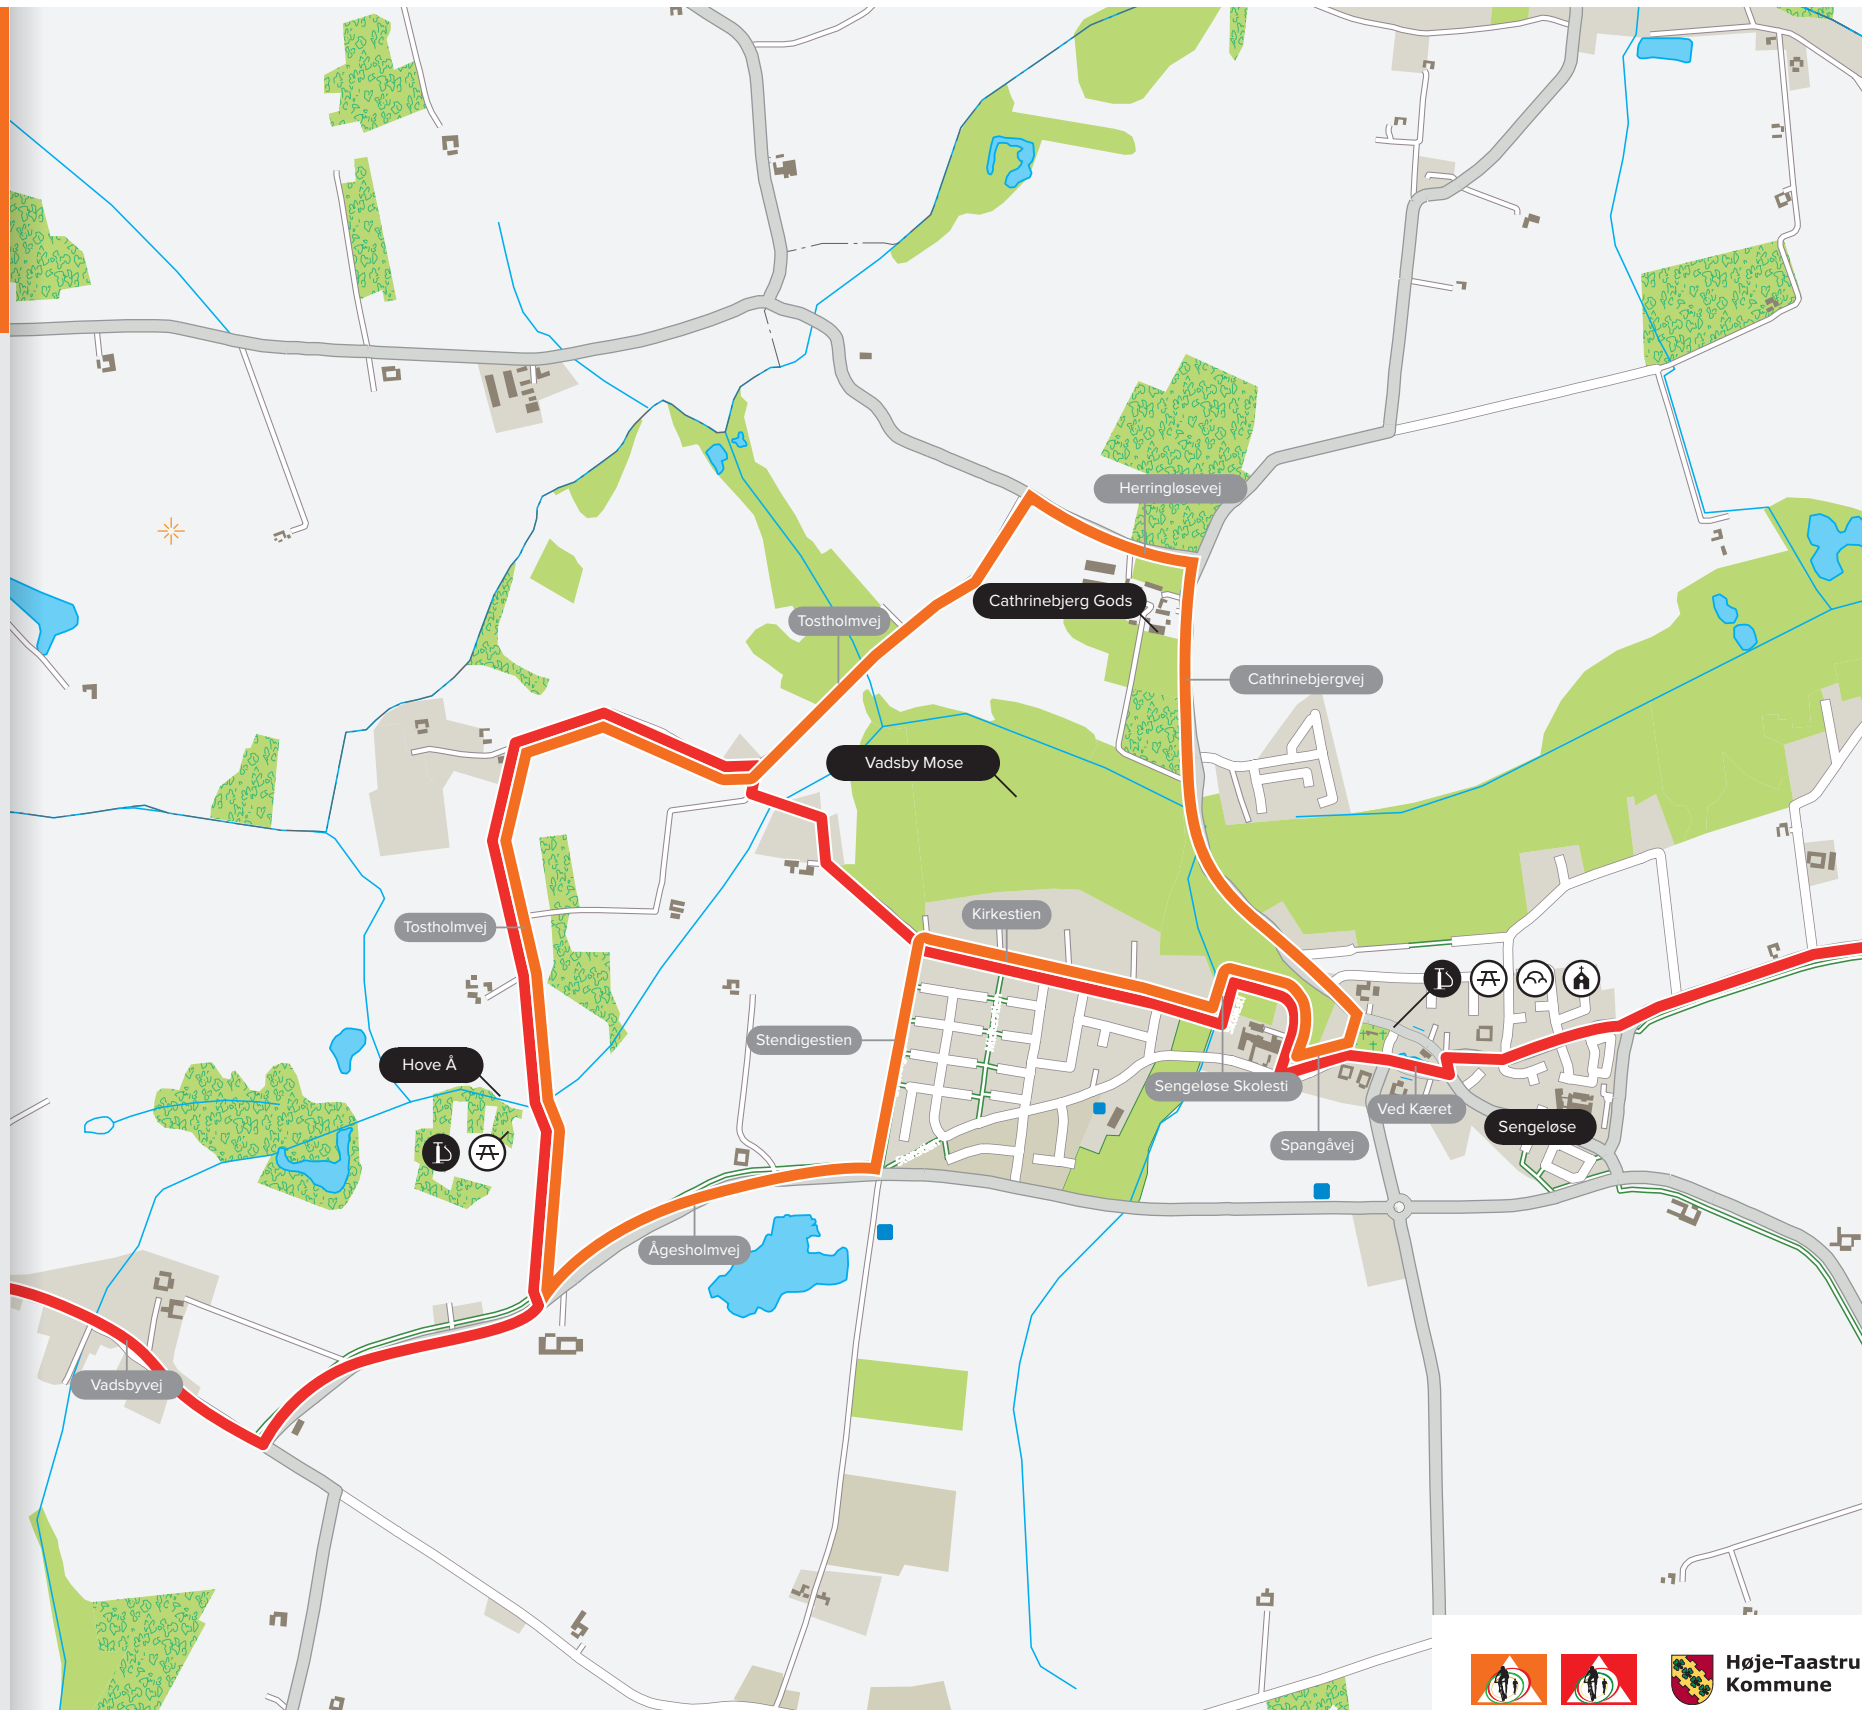 Herringløsevej
Cathrinebjerg Gods
Tostholmvej
Cathrinebjergvej
Vadsby Mose
Kirkestien
Tostholmvej
Stendigestien
Hove Å
Sengeløse Skolesti
Ved Kæret
Sengeløse
Spangåvej
Ågesholmvej
Vadsbyvej
Høje-Taastru
Kommune